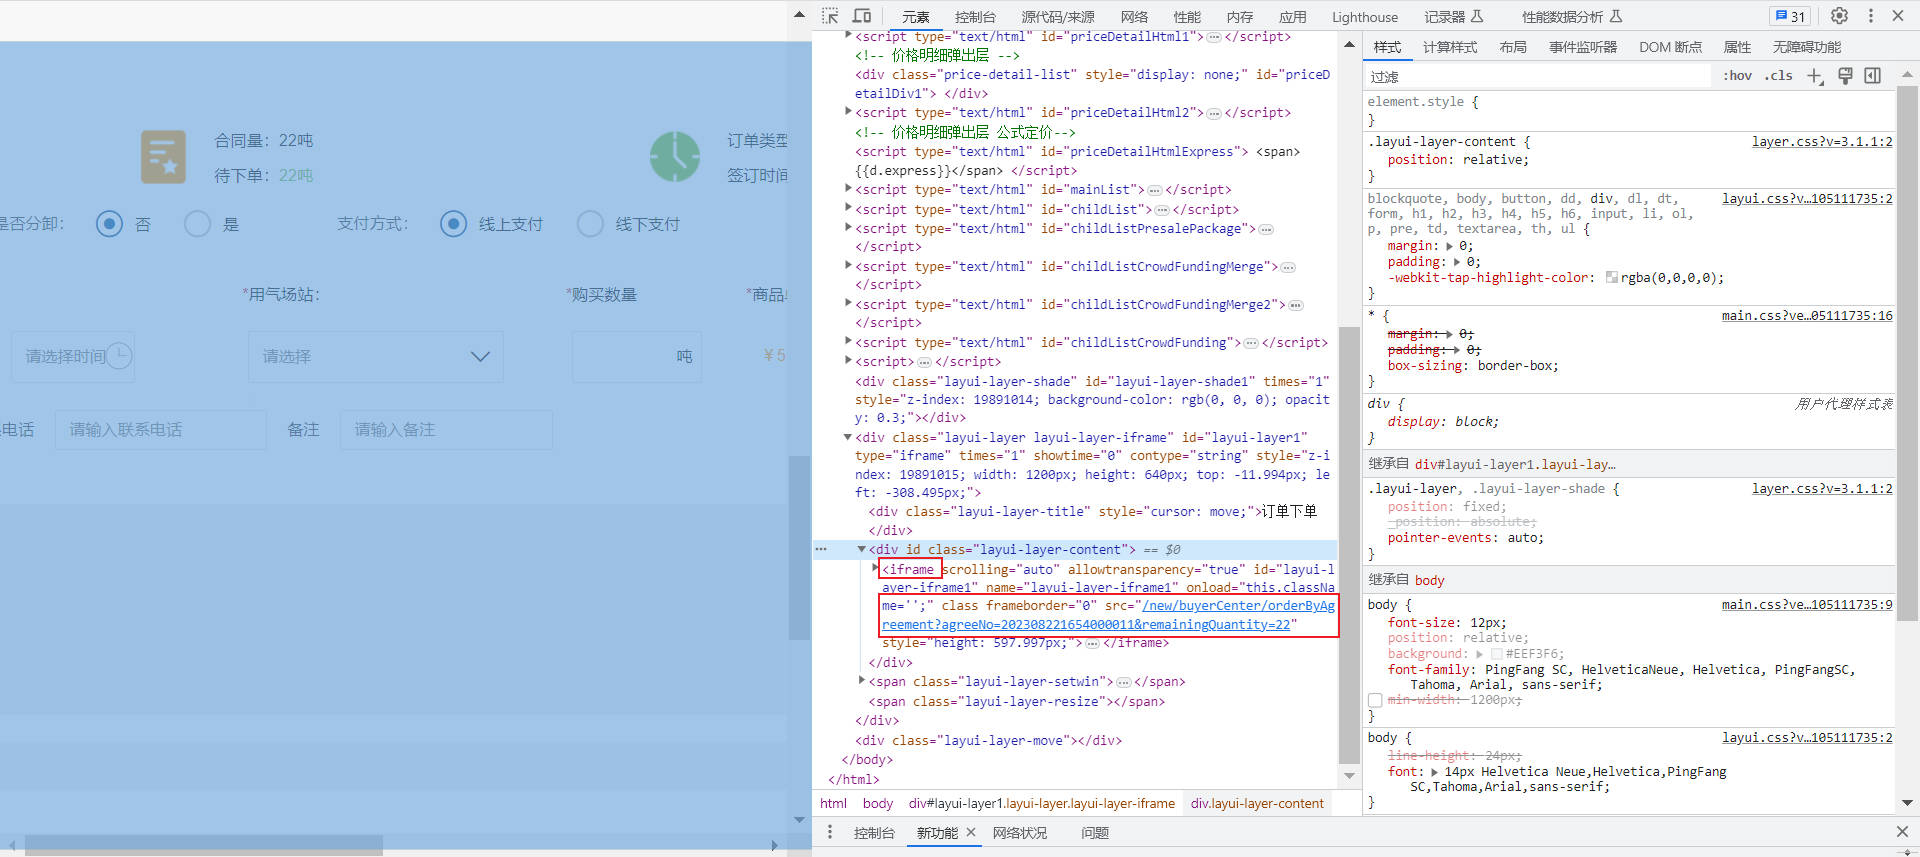 元素 控制台 源代码/来源 网络 性能 内存 应用 Lighthouse 记录器 性能数据分析 31
合同量: 22吨
待下单: 22吨
订单类型
签订时间
是否分卸: 否 是 支付方式: 线上支付 线下支付
*用气场站: *购买数量 *商品
请选择时间 请选择 吨 ¥5
电话 请输入联系电话 备注 请输入备注
<script type="text/html" id="priceDetailHtml1">…</script>
<!-- 价格明细弹出层 -->
<div class="price-detail-list" style="display: none;" id="priceD
etailDiv1"> </div>
<script type="text/html" id="priceDetailHtml2">…</script>
<!-- 价格明细弹出层 公式定价-->
<script type="text/html" id="priceDetailHtmlExpress"> <span>
{{d.express}}</span> </script>
<script type="text/html" id="mainList">…</script>
<script type="text/html" id="childList">…</script>
<script type="text/html" id="childListPresalePackage">…
</script>
<script type="text/html" id="childListCrowdFundingMerge">…
</script>
<script type="text/html" id="childListCrowdFundingMerge2">…
</script>
<script type="text/html" id="childListCrowdFunding">…</script>
<script>…</script>
<div class="layui-layer-shade" id="layui-layer-shade1" times="1"
style="z-index: 19891014; background-color: rgb(0, 0, 0); opacit
y: 0.3;"></div>
<div class="layui-layer layui-layer-iframe" id="layui-layer1"
type="iframe" times="1" showtime="0" contype="string" style="z-i
ndex: 19891015; width: 1200px; height: 640px; top: -11.994px; le
ft: -308.495px;">
<div class="layui-layer-title" style="cursor: move;">订单下单
</div>
<div id class="layui-layer-content"> == $0
<iframe scrolling="auto" allowtransparency="true" id="layui-l
ayer-iframe1" name="layui-layer-iframe1" onload="this.classNa
me='';" class frameborder="0" src="/new/buyerCenter/orderByAg
reement?agreeNo=202308221654000011&remainingQuantity=22"
style="height: 597.997px;">…</iframe>
</div>
<span class="layui-layer-setwin">…</span>
<span class="layui-layer-resize"></span>
</div>
<div class="layui-layer-move"></div>
</body>
</html>
html body div#layui-layer1.layui-layer.layui-layer-iframe div.layui-layer-content
控制台 新功能 网络状况 问题
样式 计算样式 布局 事件监听器 DOM 断点 属性 无障碍功能
过滤 :hov .cls
element.style {
}
.layui-layer-content { layer.css?v=3.1.1:2
position: relative;
}
blockquote, body, button, dd, div, dl, dt, layui.css?v…105111735:2
form, h1, h2, h3, h4, h5, h6, input, li, ol,
p, pre, td, textarea, th, ul {
margin: 0;
padding: 0;
-webkit-tap-highlight-color: rgba(0,0,0,0);
}
* { main.css?ve…05111735:16
margin: 0;
padding: 0;
box-sizing: border-box;
}
div { 用户代理样式表
display: block;
}
继承自 div#layui-layer1.layui-lay…
.layui-layer, .layui-layer-shade { layer.css?v=3.1.1:2
position: fixed;
_position: absolute;
pointer-events: auto;
}
继承自 body
body { main.css?ve…105111735:9
font-size: 12px;
position: relative;
background: #EEF3F6;
font-family: PingFang SC, HelveticaNeue, Helvetica, PingFangSC,
Tahoma, Arial, sans-serif;
min-width: 1200px;
}
body { layui.css?v…105111735:2
line-height: 24px;
font: 14px Helvetica Neue,Helvetica,PingFang
SC,Tahoma,Arial,sans-serif;
}